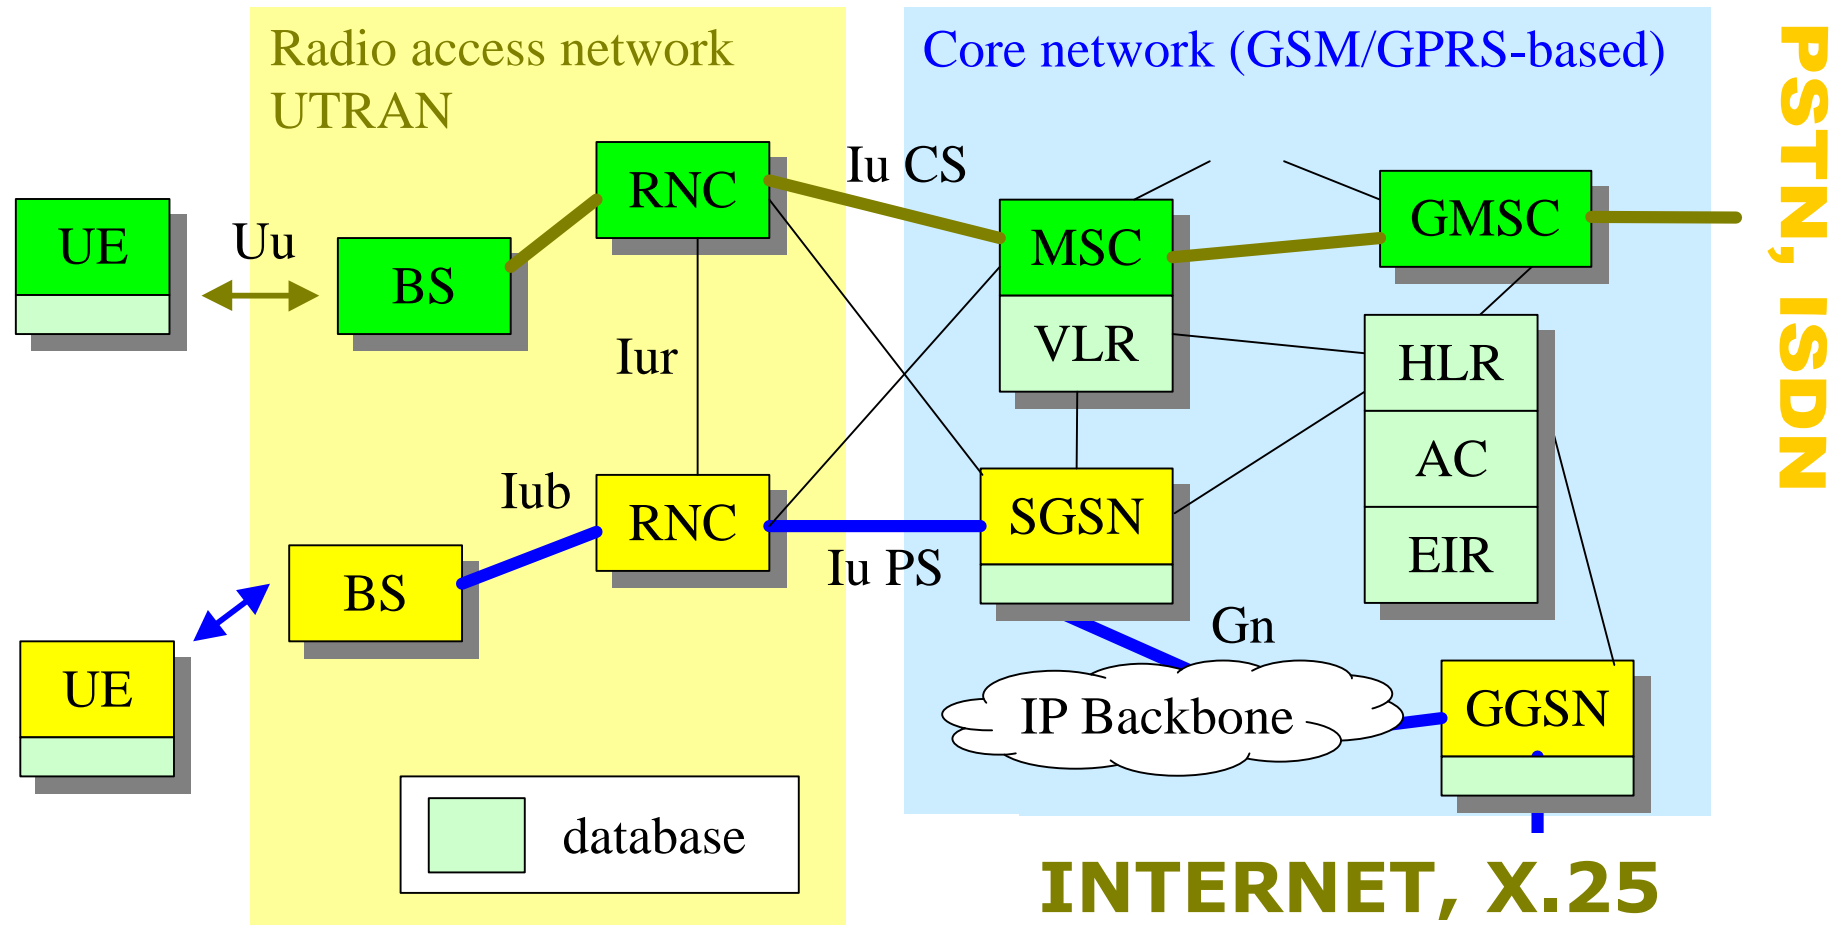 Radio access network
UTRAN
Core network (GSM/GPRS-based)
PSTN, ISDN
UE
Uu
BS
RNC
Iu CS
MSC
VLR
GMSC
Iur
HLR
AC
EIR
Iub
RNC
BS
UE
Iu PS
SGSN
Gn
IP Backbone
GGSN
database
INTERNET, X.25